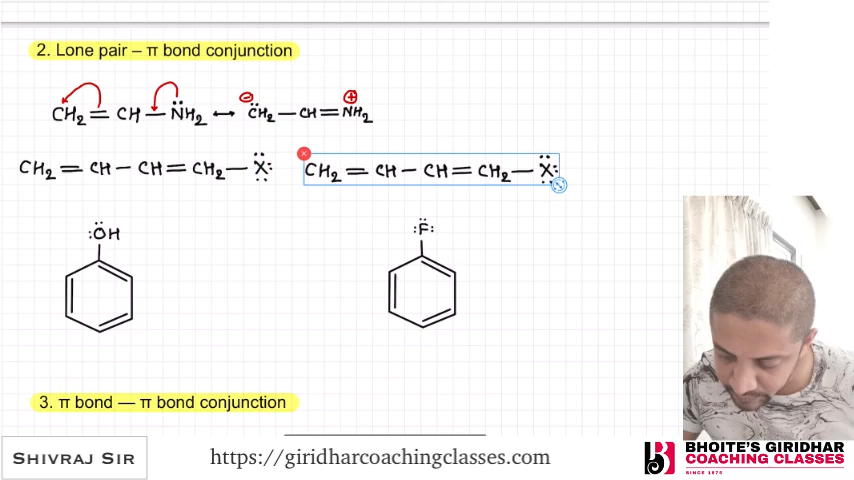 2. Lone pair – π bond conjunction
CH₂ = CH — N̈H₂ ↔ C̈H₂ — CH = NH₂
⊖ ⊕
CH₂ = CH — CH = CH₂ — Ẍ: CH₂ = CH — CH = CH₂ — Ẍ:
:ÖH :F̈:
3. π bond — π bond conjunction
SHIVRAJ SIR
https://giridharcoachingclasses.com
BHOITE'S GIRIDHAR
COACHING CLASSES
SINCE 1975